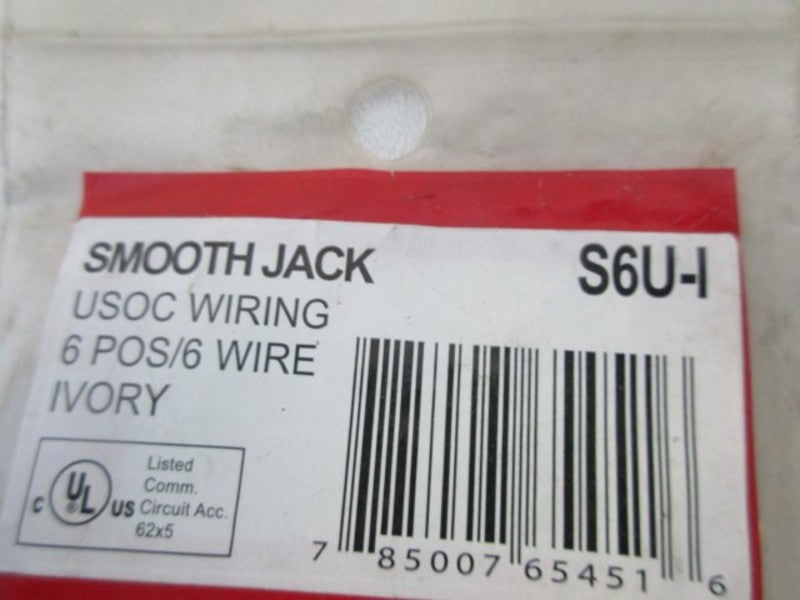 SMOOTH JACK S6U-I
USOC WIRING
6 POS/6 WIRE
IVORY
Listed
Comm.
c UL ® US Circuit Acc.
62x5
7 85007 65451 6